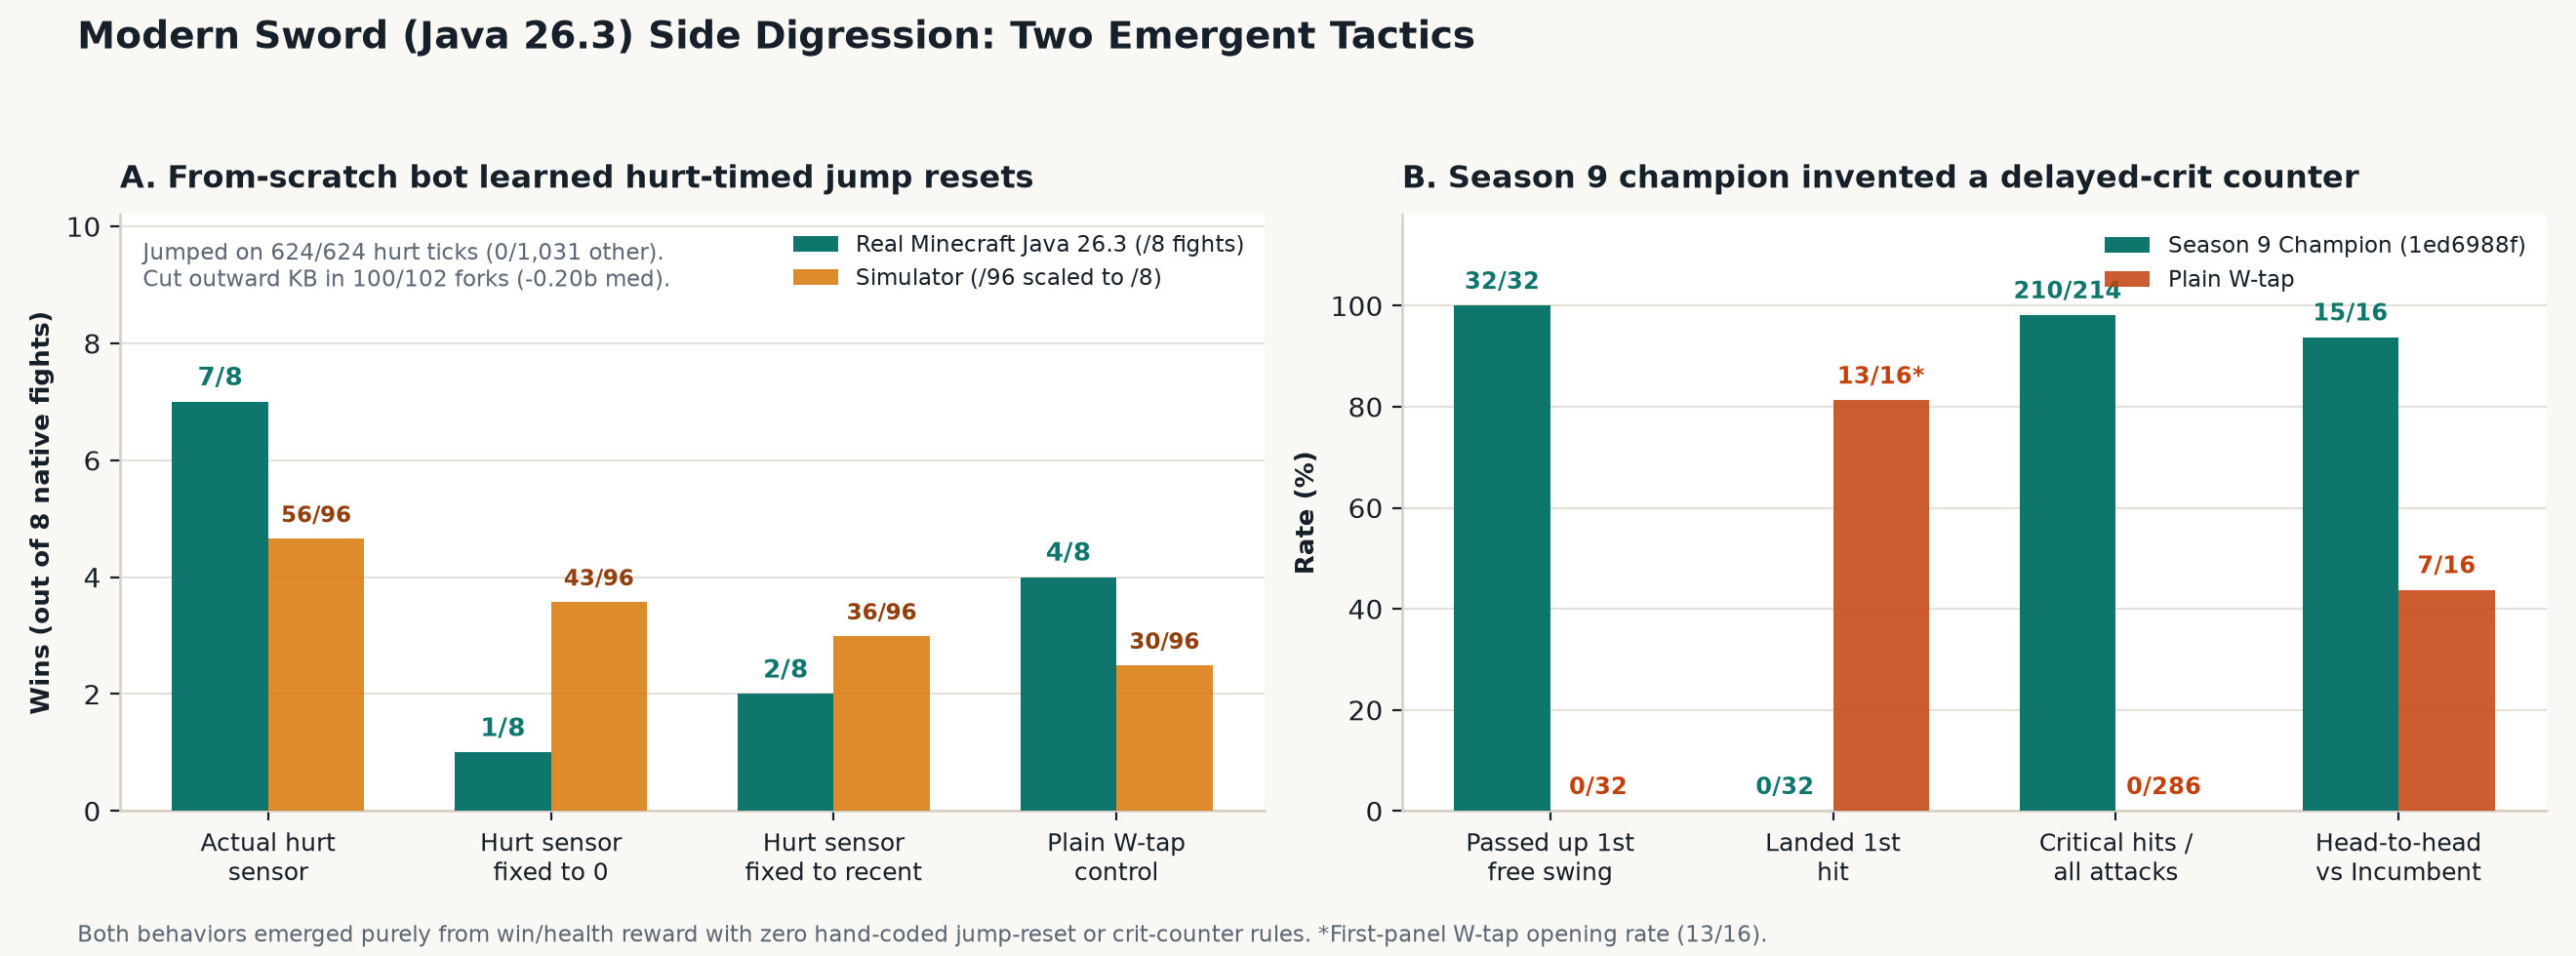 Modern Sword (Java 26.3) Side Digression: Two Emergent Tactics
A. From-scratch bot learned hurt-timed jump resets
Wins (out of 8 native fights)
10
8
6
4
2
0
Jumped on 624/624 hurt ticks (0/1,031 other).
Cut outward KB in 100/102 forks (-0.20b med).
Real Minecraft Java 26.3 (/8 fights)
Simulator (/96 scaled to /8)
7/8
56/96
1/8
43/96
2/8
36/96
4/8
30/96
Actual hurt
sensor
Hurt sensor
fixed to 0
Hurt sensor
fixed to recent
Plain W-tap
control
B. Season 9 champion invented a delayed-crit counter
Rate (%)
100
80
60
40
20
0
Season 9 Champion (1ed6988f)
Plain W-tap
32/32
0/32
0/32
13/16*
210/214
0/286
15/16
7/16
Passed up 1st
free swing
Landed 1st
hit
Critical hits /
all attacks
Head-to-head
vs Incumbent
Both behaviors emerged purely from win/health reward with zero hand-coded jump-reset or crit-counter rules. *First-panel W-tap opening rate (13/16).